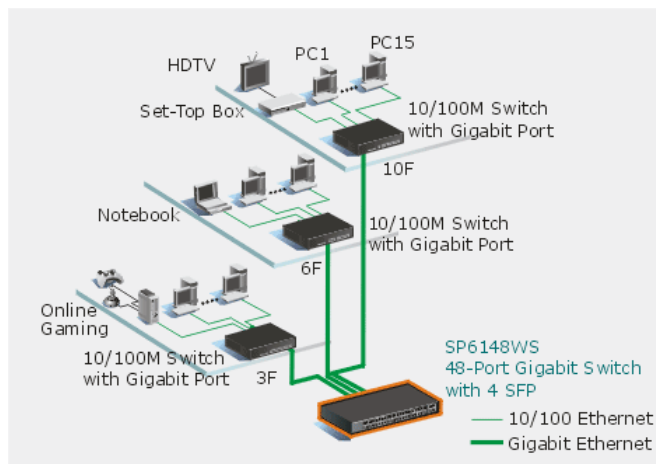 HDTV
PC1
PC15
Set-Top Box
10/100M Switch
with Gigabit Port
10F
Notebook
10/100M Switch
with Gigabit Port
6F
Online
Gaming
10/100M Switch
with Gigabit Port
3F
SP6148WS
48-Port Gigabit Switch
with 4 SFP
10/100 Ethernet
Gigabit Ethernet